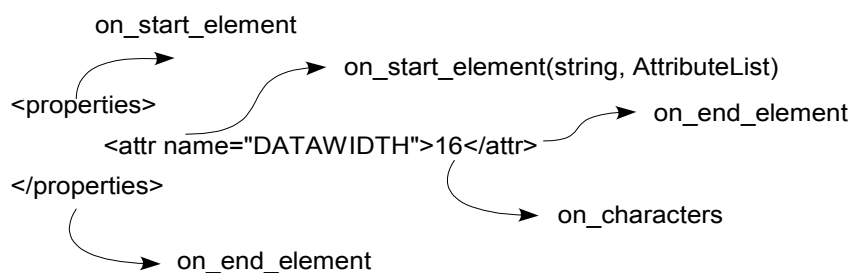 on_start_element
on_start_element(string, AttributeList)
<properties>
on_end_element
<attr name="DATAWIDTH">16</attr>
</properties>
on_characters
on_end_element